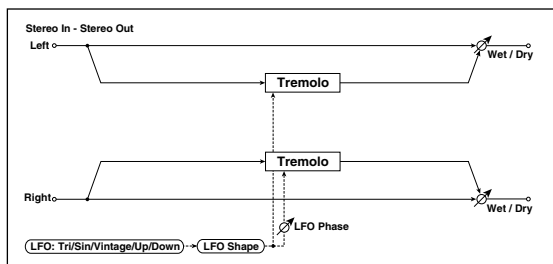 Stereo In - Stereo Out
Left
Wet / Dry
Tremolo
Tremolo
Right
Wet / Dry
LFO Phase
LFO: Tri/Sin/Vintage/Up/Down
LFO Shape